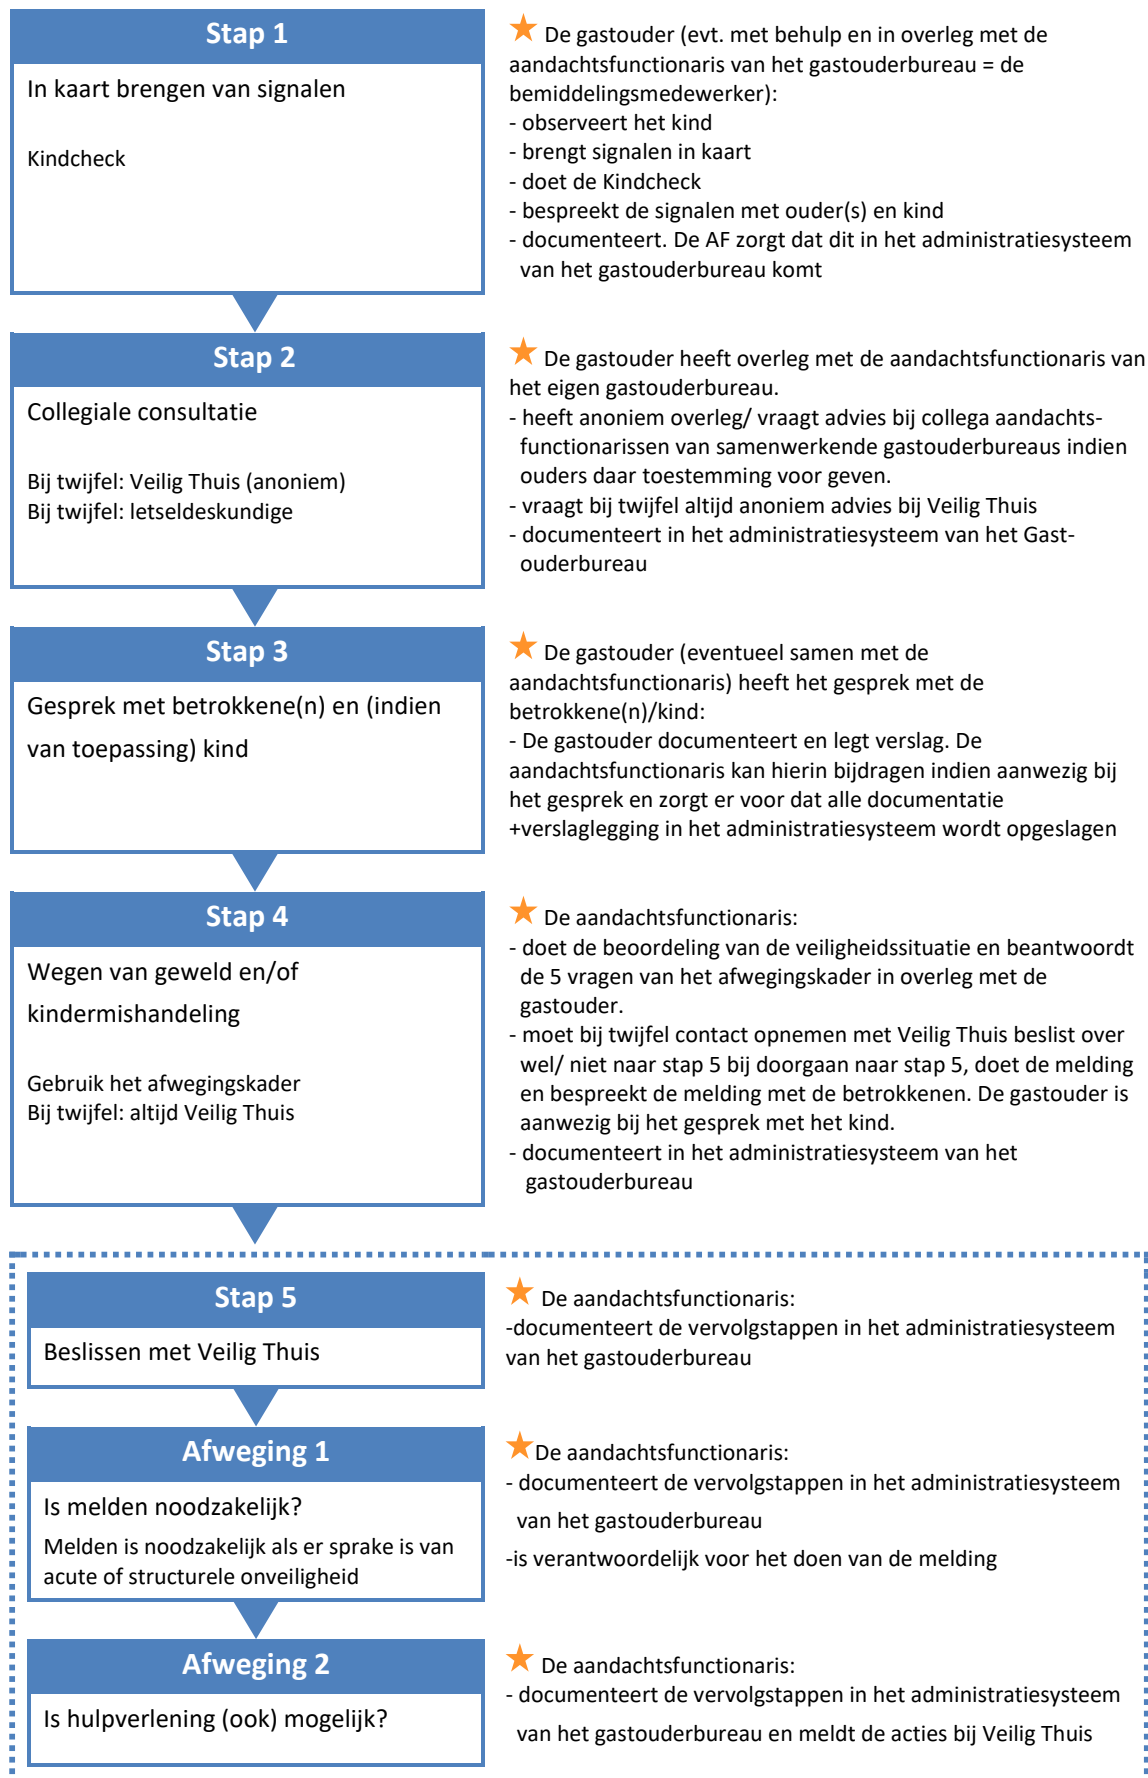 Stap 1
In kaart brengen van signalen
Kindcheck
De gastouder (evt. met behulp en in overleg met de
aandachtsfunctionaris van het gastouderbureau = de
bemiddelingsmedewerker):
- observeert het kind
- brengt signalen in kaart
- doet de Kindcheck
- bespreekt de signalen met ouder(s) en kind
- documenteert. De AF zorgt dat dit in het administratiesysteem
van het gastouderbureau komt
Stap 2
Collegiale consultatie
Bij twijfel: Veilig Thuis (anoniem)
Bij twijfel: letseldeskundige
De gastouder heeft overleg met de aandachtsfunctionaris van
het eigen gastouderbureau.
- heeft anoniem overleg/ vraagt advies bij collega aandachts-
functionarissen van samenwerkende gastouderbureaus indien
ouders daar toestemming voor geven.
- vraagt bij twijfel altijd anoniem advies bij Veilig Thuis
- documenteert in het administratiesysteem van het Gast-
ouderbureau
Stap 3
Gesprek met betrokkene(n) en (indien
van toepassing) kind
De gastouder (eventueel samen met de
aandachtsfunctionaris) heeft het gesprek met de
betrokkene(n)/kind:
- De gastouder documenteert en legt verslag. De
aandachtsfunctionaris kan hierin bijdragen indien aanwezig bij
het gesprek en zorgt er voor dat alle documentatie
+verslaglegging in het administratiesysteem wordt opgeslagen
Stap 4
Wegen van geweld en/of
kindermishandeling
Gebruik het afwegingskader
Bij twijfel: altijd Veilig Thuis
De aandachtsfunctionaris:
- doet de beoordeling van de veiligheidssituatie en beantwoordt
de 5 vragen van het afwegingskader in overleg met de
gastouder.
- moet bij twijfel contact opnemen met Veilig Thuis beslist over
wel/ niet naar stap 5 bij doorgaan naar stap 5, doet de melding
en bespreekt de melding met de betrokkenen. De gastouder is
aanwezig bij het gesprek met het kind.
- documenteert in het administratiesysteem van het
gastouderbureau
Stap 5
Beslissen met Veilig Thuis
De aandachtsfunctionaris:
-documenteert de vervolgstappen in het administratiesysteem
van het gastouderbureau
Afweging 1
Is melden noodzakelijk?
Melden is noodzakelijk als er sprake is van
acute of structurele onveiligheid
De aandachtsfunctionaris:
- documenteert de vervolgstappen in het administratiesysteem
van het gastouderbureau
-is verantwoordelijk voor het doen van de melding
Afweging 2
Is hulpverlening (ook) mogelijk?
De aandachtsfunctionaris:
- documenteert de vervolgstappen in het administratiesysteem
van het gastouderbureau en meldt de acties bij Veilig Thuis